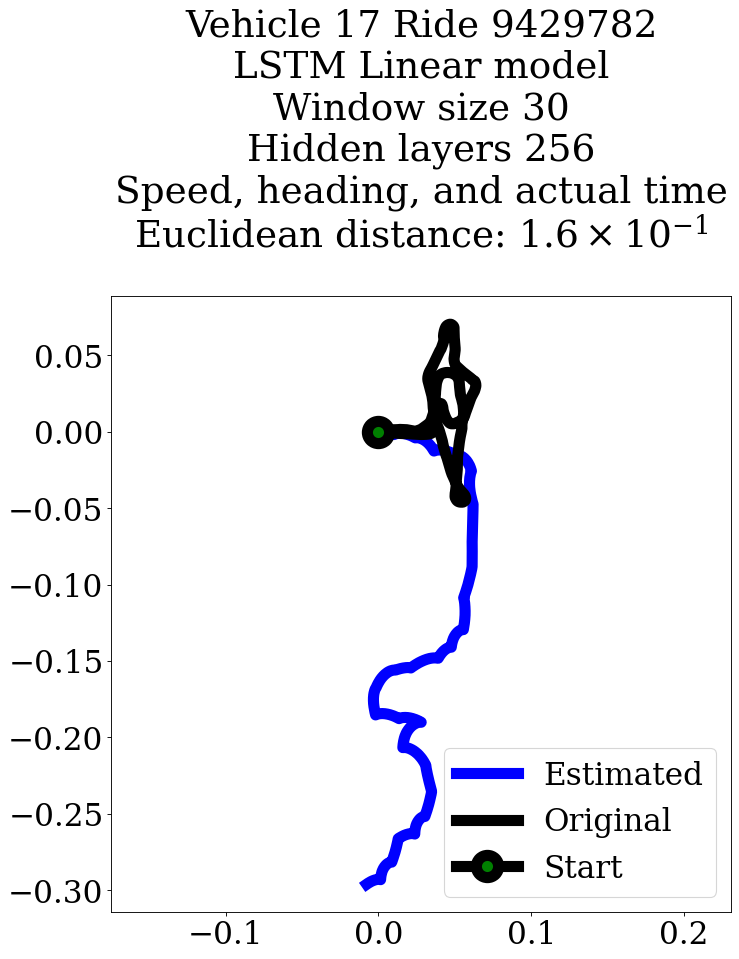 Vehicle 17 Ride 9429782
LSTM Linear model
Window size 30
Hidden layers 256
Speed, heading, and actual time
Euclidean distance: 1.6 × 10⁻¹
0.05
0.00
−0.05
−0.10
−0.15
−0.20
−0.25
−0.30
Estimated
Original
Start
−0.1
0.0
0.1
0.2